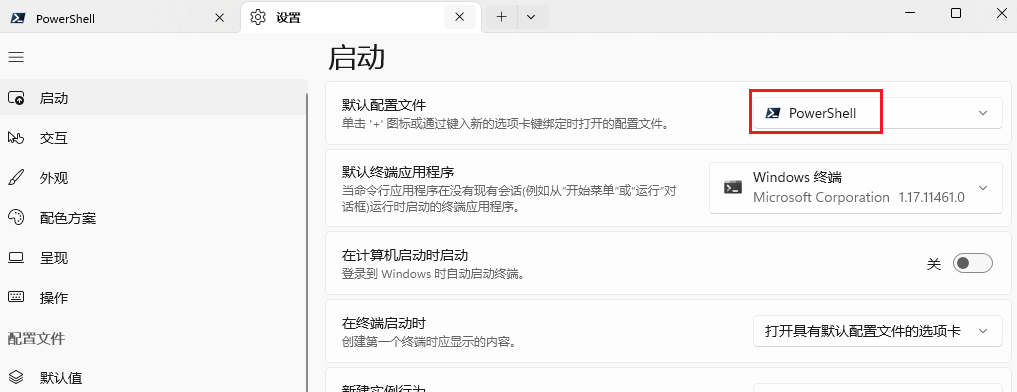 PowerShell
设置
启动
启动
交互
外观
配色方案
呈现
操作
配置文件
默认值
默认配置文件
单击 '+' 图标或通过键入新的选项卡键绑定时打开的配置文件。
PowerShell
默认终端应用程序
当命令行应用程序在没有现有会话(例如从"开始菜单"或"运行"对
话框)运行时启动的终端应用程序。
Windows 终端
Microsoft Corporation 1.17.11461.0
在计算机启动时启动
登录到 Windows 时自动启动终端。
关
在终端启动时
创建第一个终端时应显示的内容。
打开具有默认配置文件的选项卡
新建实例行为